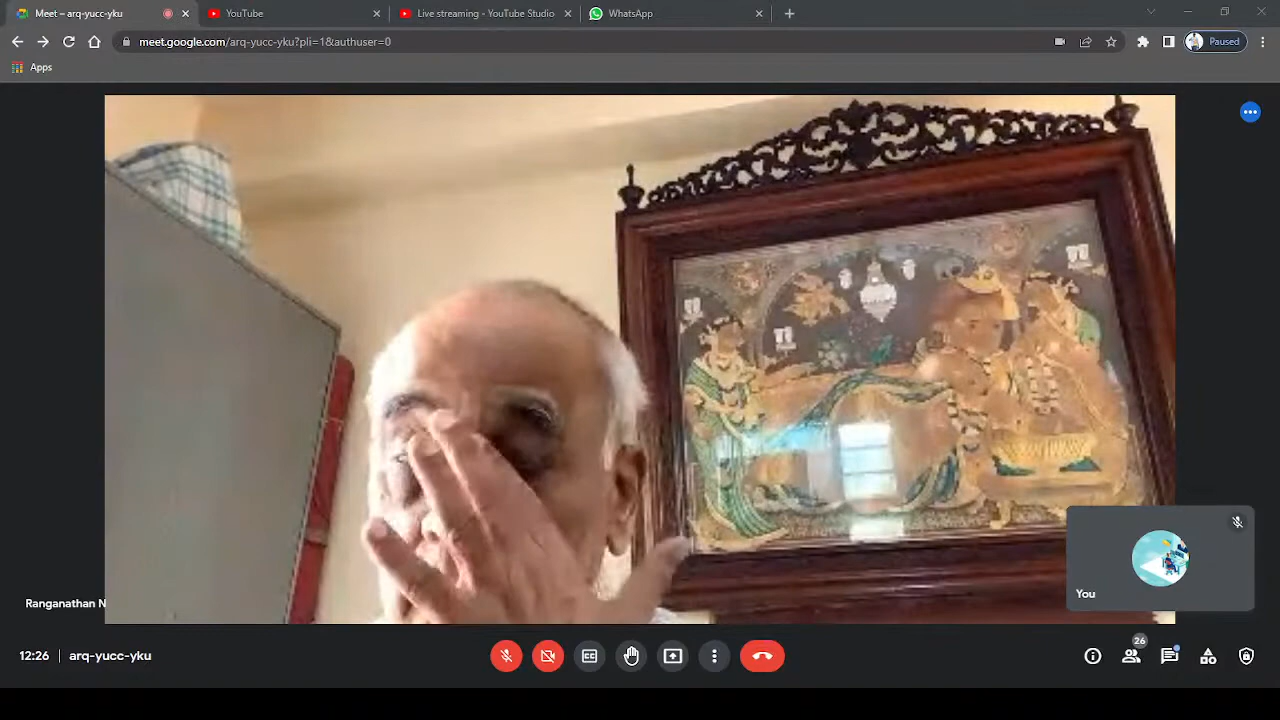 Meet – arq-yucc-yku
YouTube
Live streaming - YouTube Studio
WhatsApp
meet.google.com/arq-yucc-yku?pli=1&authuser=0
Paused
Apps
You
Ranganathan N
26
12:26 | arq-yucc-yku